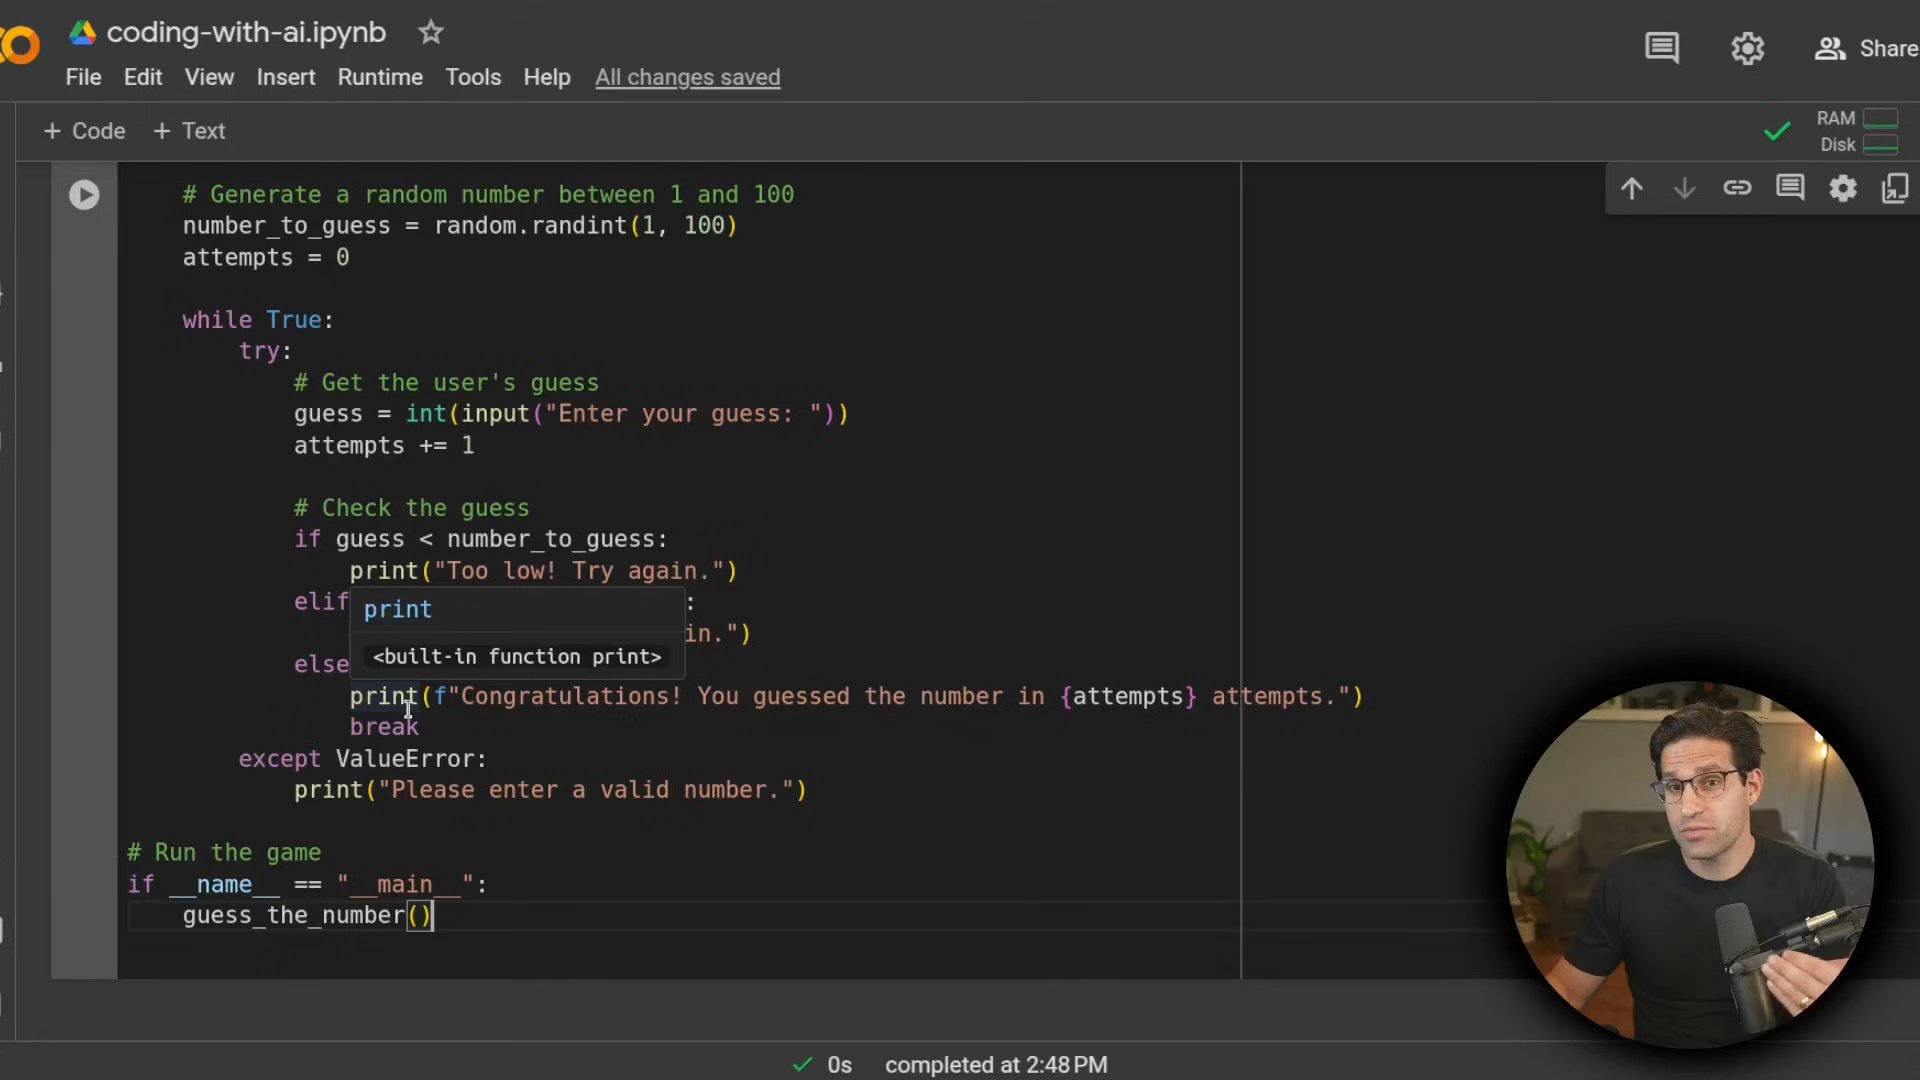 coding-with-ai.ipynb
File Edit View Insert Runtime Tools Help All changes saved
Share
+ Code + Text
RAM
Disk
# Generate a random number between 1 and 100
number_to_guess = random.randint(1, 100)
attempts = 0
while True:
try:
# Get the user's guess
guess = int(input("Enter your guess: "))
attempts += 1
# Check the guess
if guess < number_to_guess:
print("Too low! Try again.")
elif :
print
in.")
<built-in function print>
else
print(f"Congratulations! You guessed the number in {attempts} attempts.")
break
except ValueError:
print("Please enter a valid number.")
# Run the game
if __name__ == "__main__":
guess_the_number()
0s completed at 2:48 PM